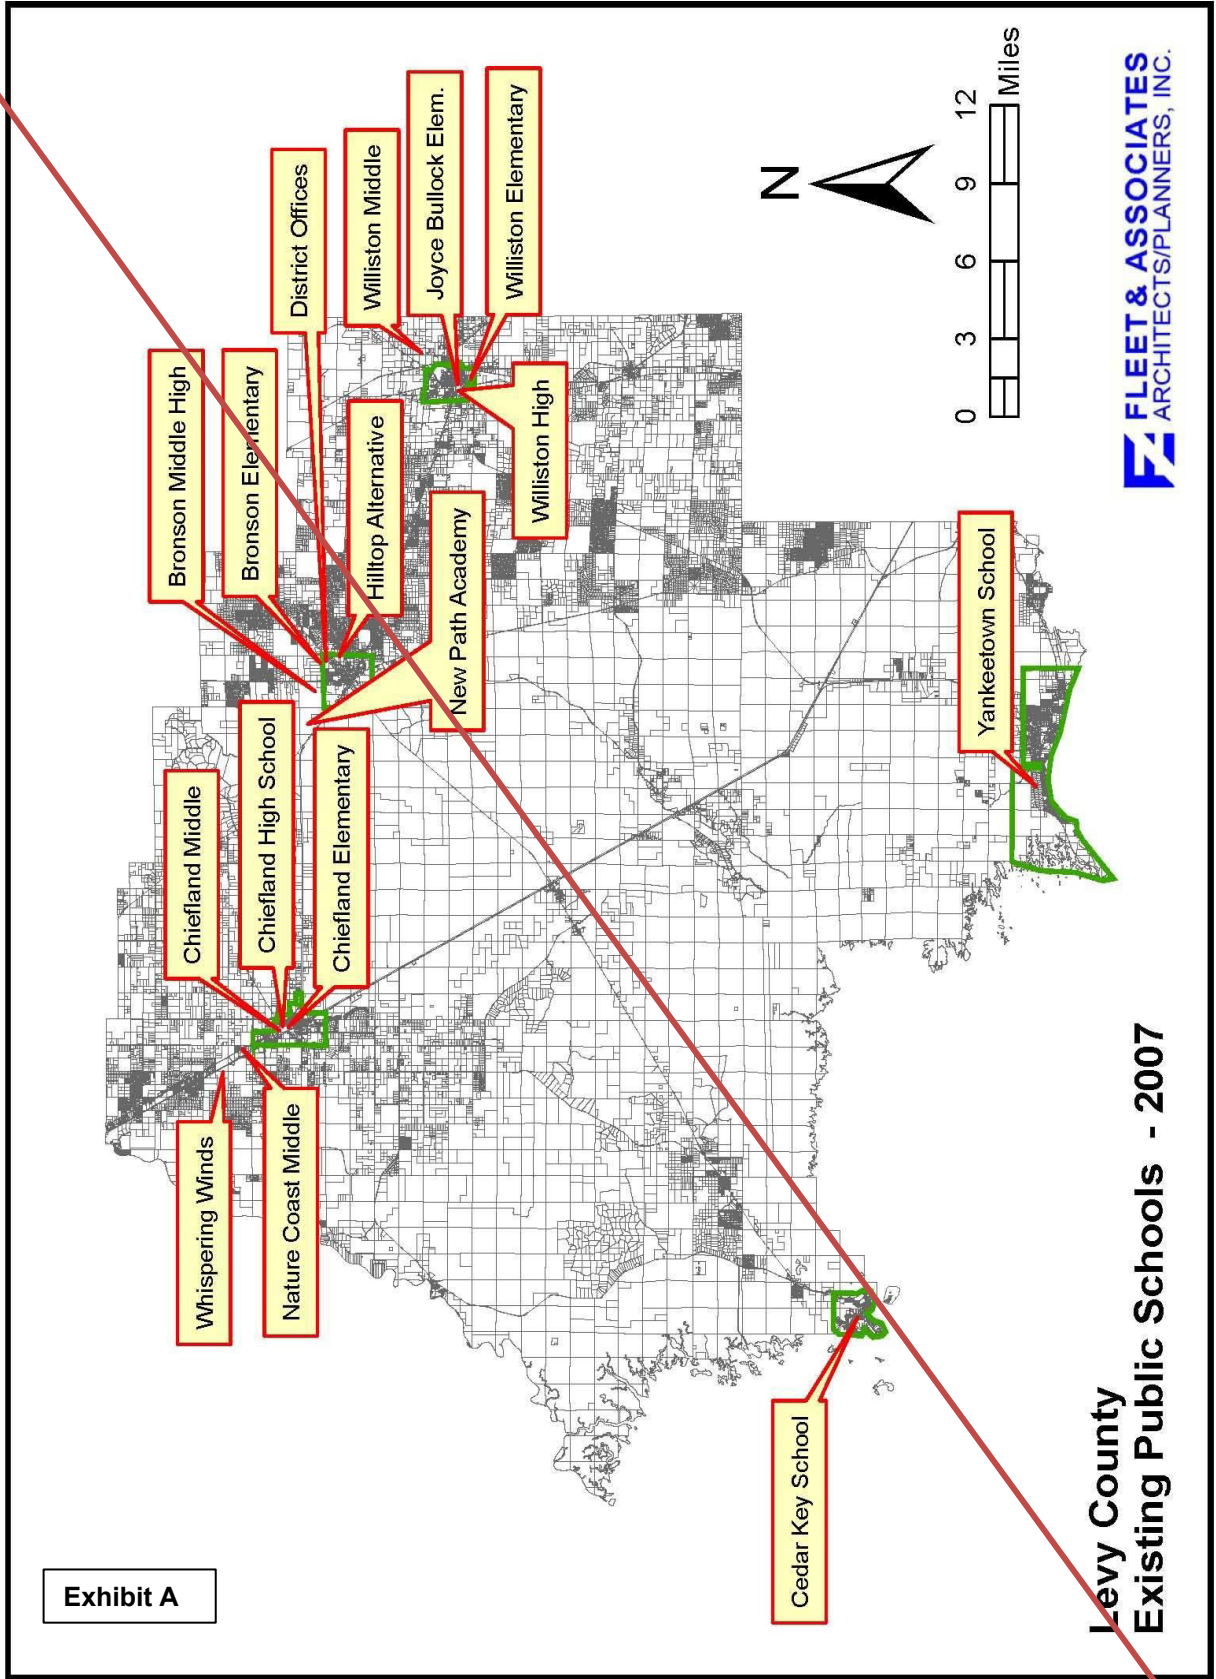 Exhibit A
Whispering Winds
Nature Coast Middle
Chiefland Middle
Chiefland High School
Chiefland Elementary
Bronson Middle High
Bronson Elementary
District Offices
Hilltop Alternative
New Path Academy
Williston Middle
Joyce Bullock Elem.
Williston Elementary
Williston High
Cedar Key School
Yankeetown School
N
0 3 6 9 12
Miles
Levy County
Existing Public Schools - 2007
FLEET & ASSOCIATES
ARCHITECTS/PLANNERS, INC.